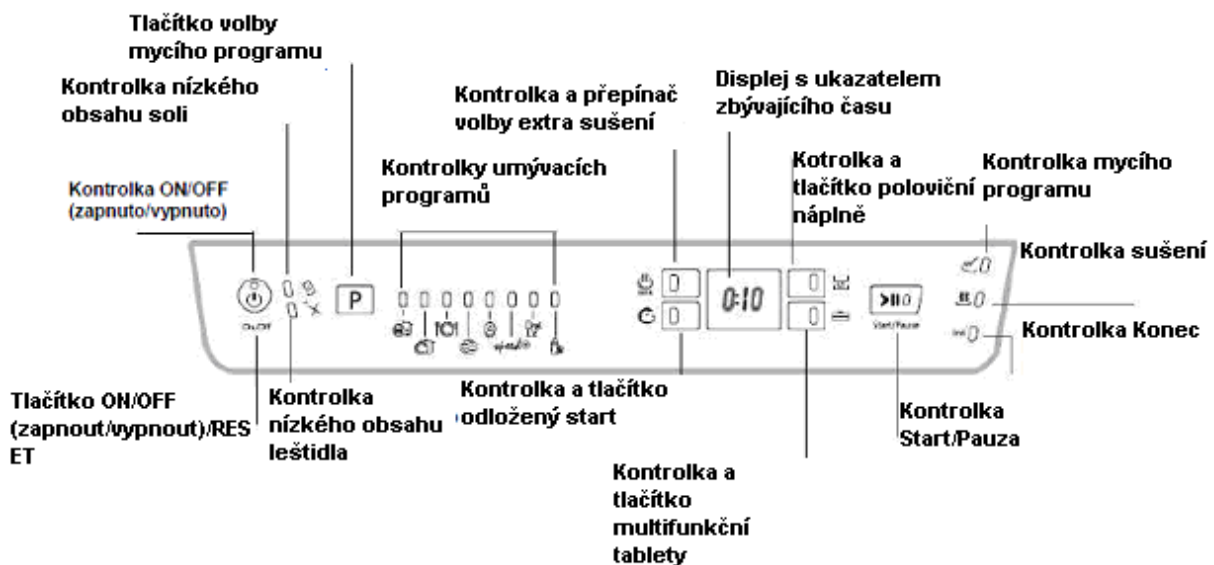 Tlačítko volby
mycího programu
Kontrolka nízkého
obsahu soli
Kontrolka ON/OFF
(zapnuto/vypnuto)
Kontrolka a přepínač
volby extra sušení
Kontrolky umývacích
programů
Displej s ukazatelem
zbývajícího času
Kotrolka a
tlačítko poloviční
náplně
Kontrolka mycího
programu
Kontrolka sušení
Kontrolka Konec
On/Off
P
0:10
Start/Pause
Tlačítko ON/OFF
(zapnout/vypnout)/RES
ET
Kontrolka
nízkého obsahu
leštidla
Kontrolka a tlačítko
odložený start
Kontrolka a
tlačítko
multifunkční
tablety
Kontrolka
Start/Pauza